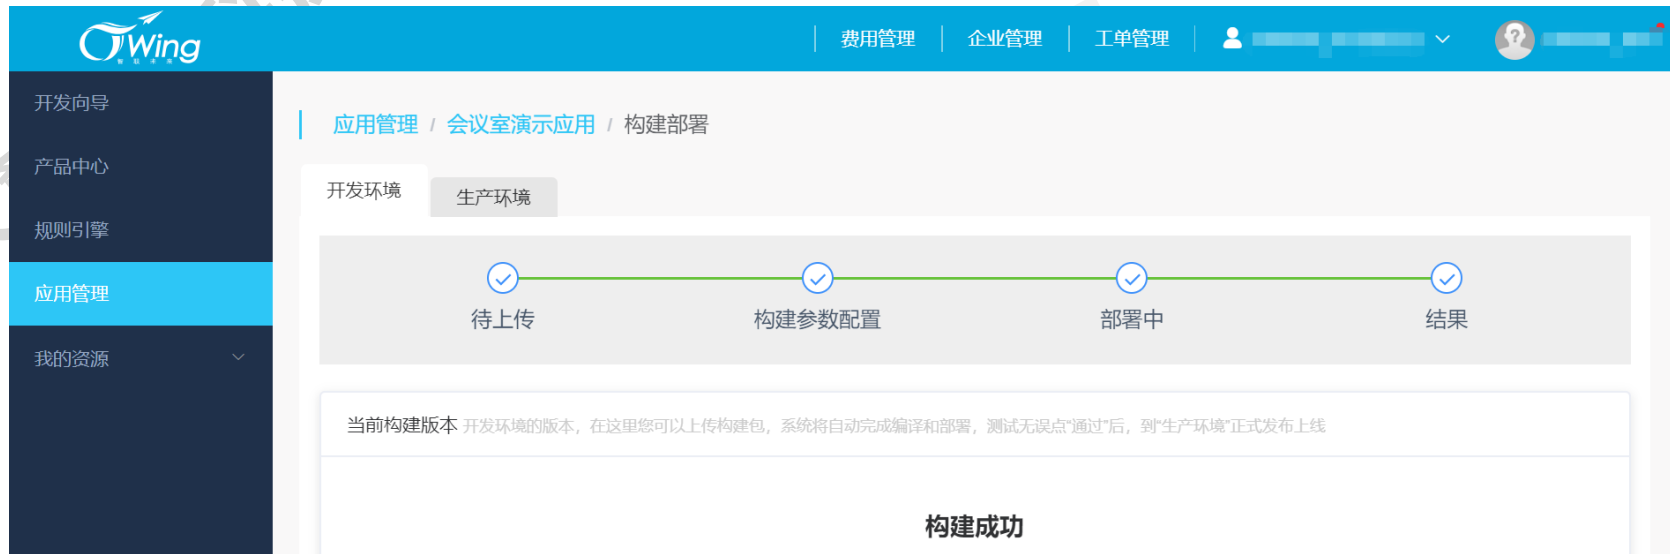 CTWing
智联未来
费用管理
企业管理
工单管理
开发向导
产品中心
规则引擎
应用管理
我的资源
应用管理 / 会议室演示应用 / 构建部署
开发环境
生产环境
待上传
构建参数配置
部署中
结果
当前构建版本 开发环境的版本，在这里您可以上传构建包，系统将自动完成编译和部署，测试无误点“通过”后，到“生产环境”正式发布上线
构建成功